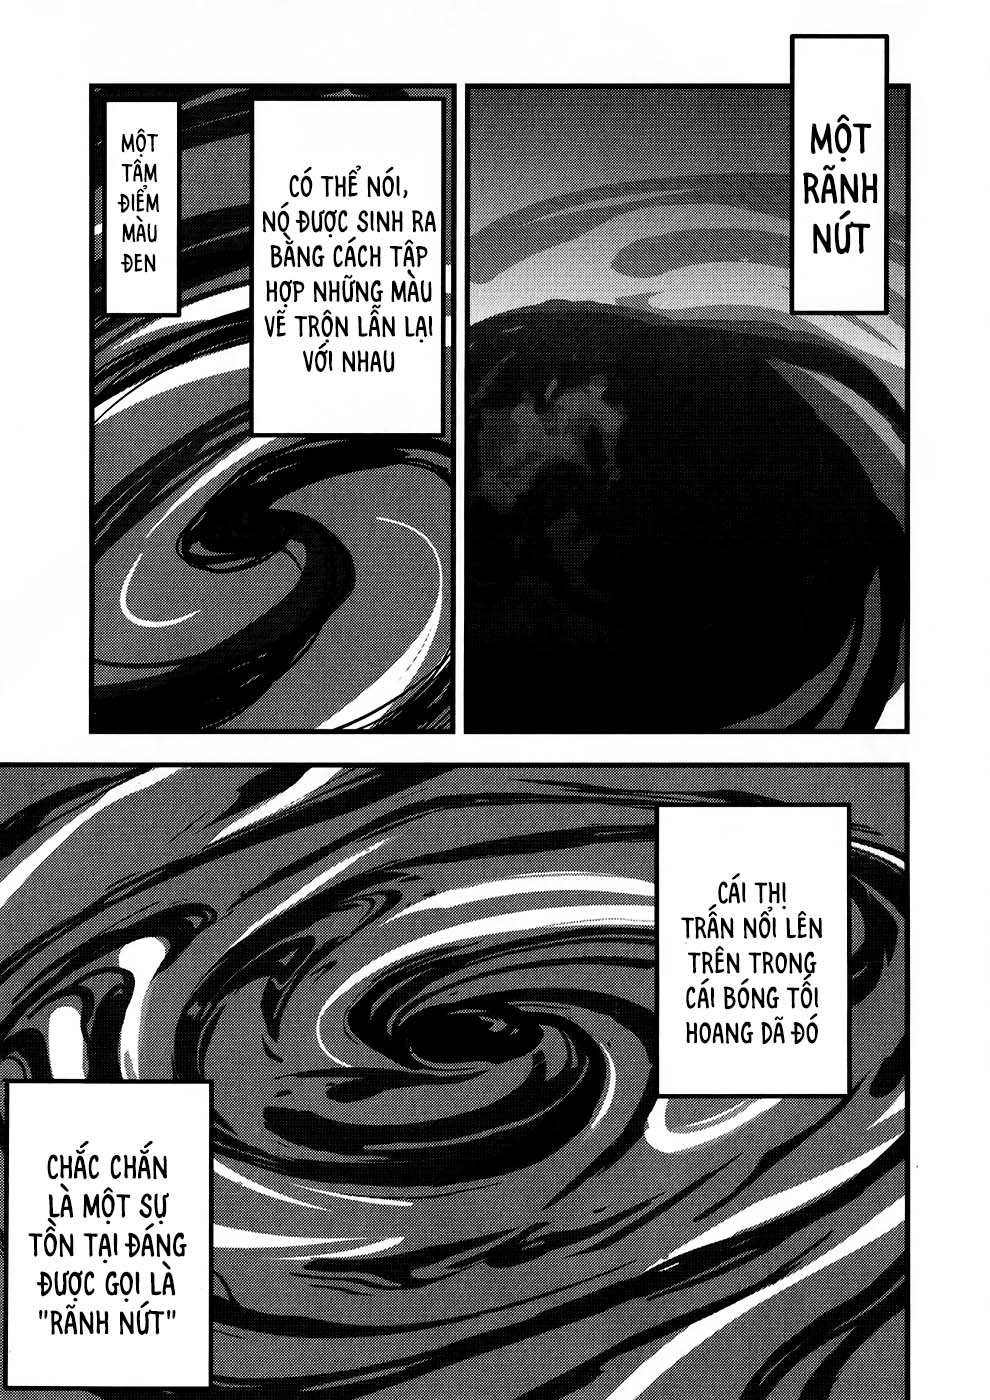 MỘT
RÃNH
NỨT
CÓ THỂ NÓI,
NÓ ĐƯỢC SINH RA
BẰNG CÁCH TẬP
HỢP NHỮNG MÀU
VẼ TRỘN LẪN LẠI
VỚI NHAU
MỘT
TÂM
ĐIỂM
MÀU
ĐEN
CÁI THỊ
TRẤN NỔI LÊN
TRÊN TRONG
CÁI BÓNG TỐI
HOANG DÃ ĐÓ
CHẮC CHẮN
LÀ MỘT SỰ
TỒN TẠI ĐÁNG
ĐƯỢC GỌI LÀ
"RÃNH NỨT"